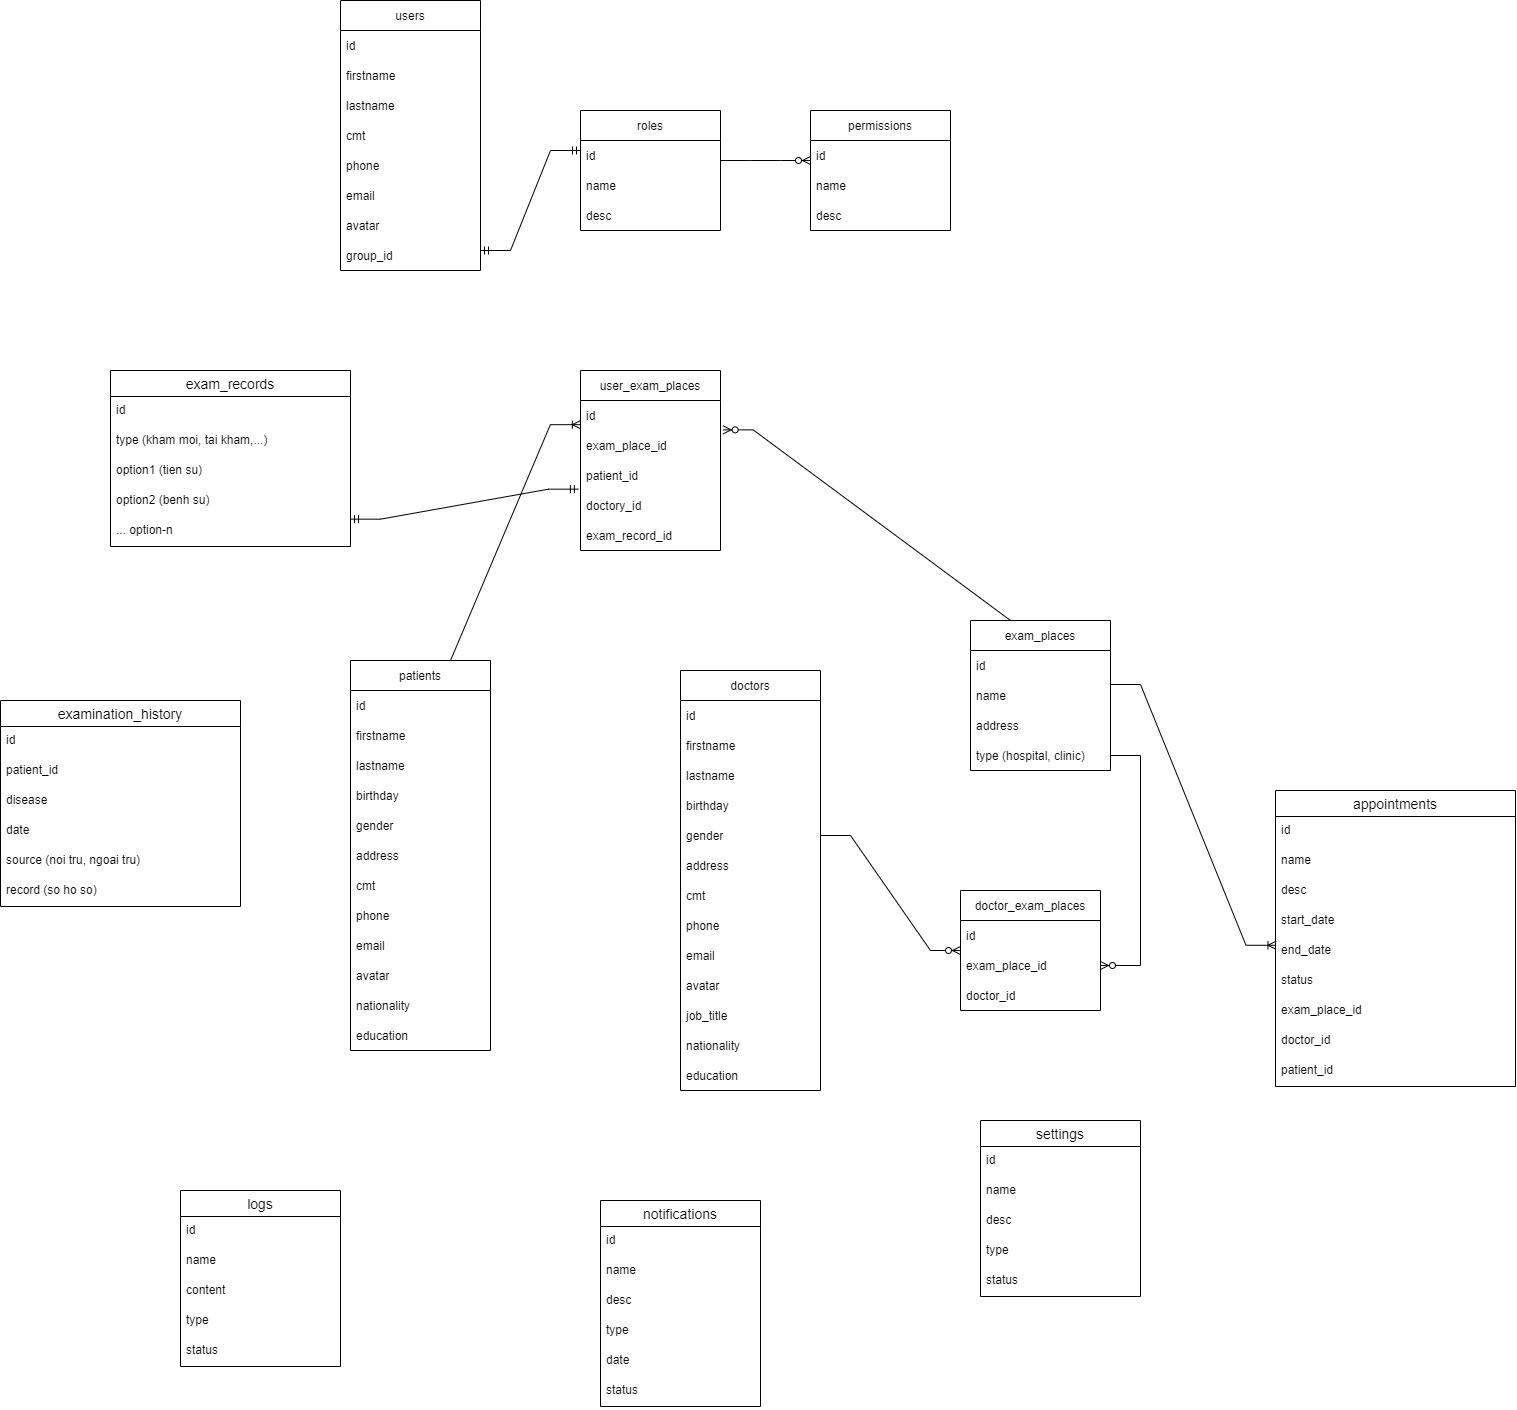 users
id
firstname
lastname
cmt
phone
email
avatar
group_id
roles
id
name
desc
permissions
id
name
desc
exam_records
id
type (kham moi, tai kham,...)
option1 (tien su)
option2 (benh su)
... option-n
user_exam_places
id
exam_place_id
patient_id
doctory_id
exam_record_id
exam_places
id
name
address
type (hospital, clinic)
patients
id
firstname
lastname
birthday
gender
address
cmt
phone
email
avatar
nationality
education
doctors
id
firstname
lastname
birthday
gender
address
cmt
phone
email
avatar
job_title
nationality
education
examination_history
id
patient_id
disease
date
source (noi tru, ngoai tru)
record (so ho so)
appointments
id
name
desc
start_date
end_date
status
exam_place_id
doctor_id
patient_id
doctor_exam_places
id
exam_place_id
doctor_id
settings
id
name
desc
type
status
logs
id
name
content
type
status
notifications
id
name
desc
type
date
status